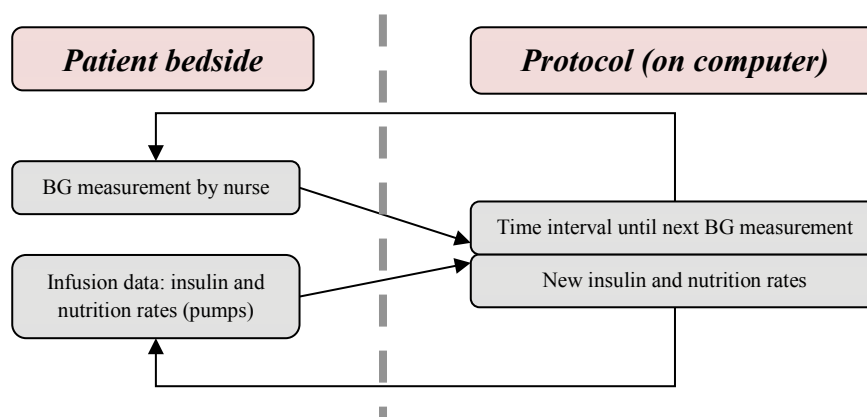 Patient bedside
Protocol (on computer)
BG measurement by nurse
Time interval until next BG measurement
Infusion data: insulin and
nutrition rates (pumps)
New insulin and nutrition rates